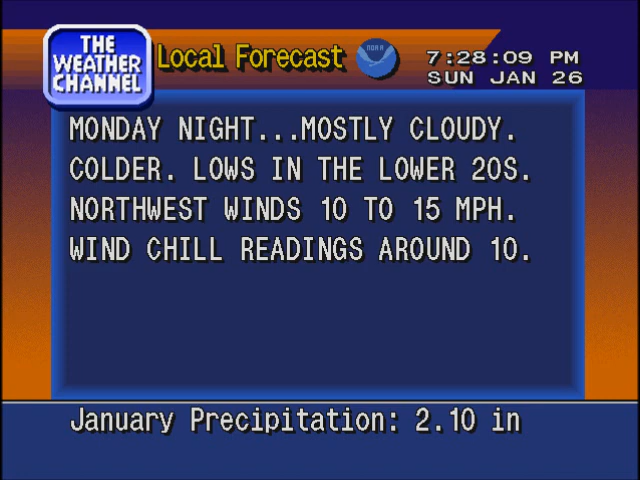 THE
WEATHER
CHANNEL
Local Forecast
NOAA
7:28:09 PM
SUN JAN 26
MONDAY NIGHT...MOSTLY CLOUDY.
COLDER. LOWS IN THE LOWER 20S.
NORTHWEST WINDS 10 TO 15 MPH.
WIND CHILL READINGS AROUND 10.
January Precipitation: 2.10 in